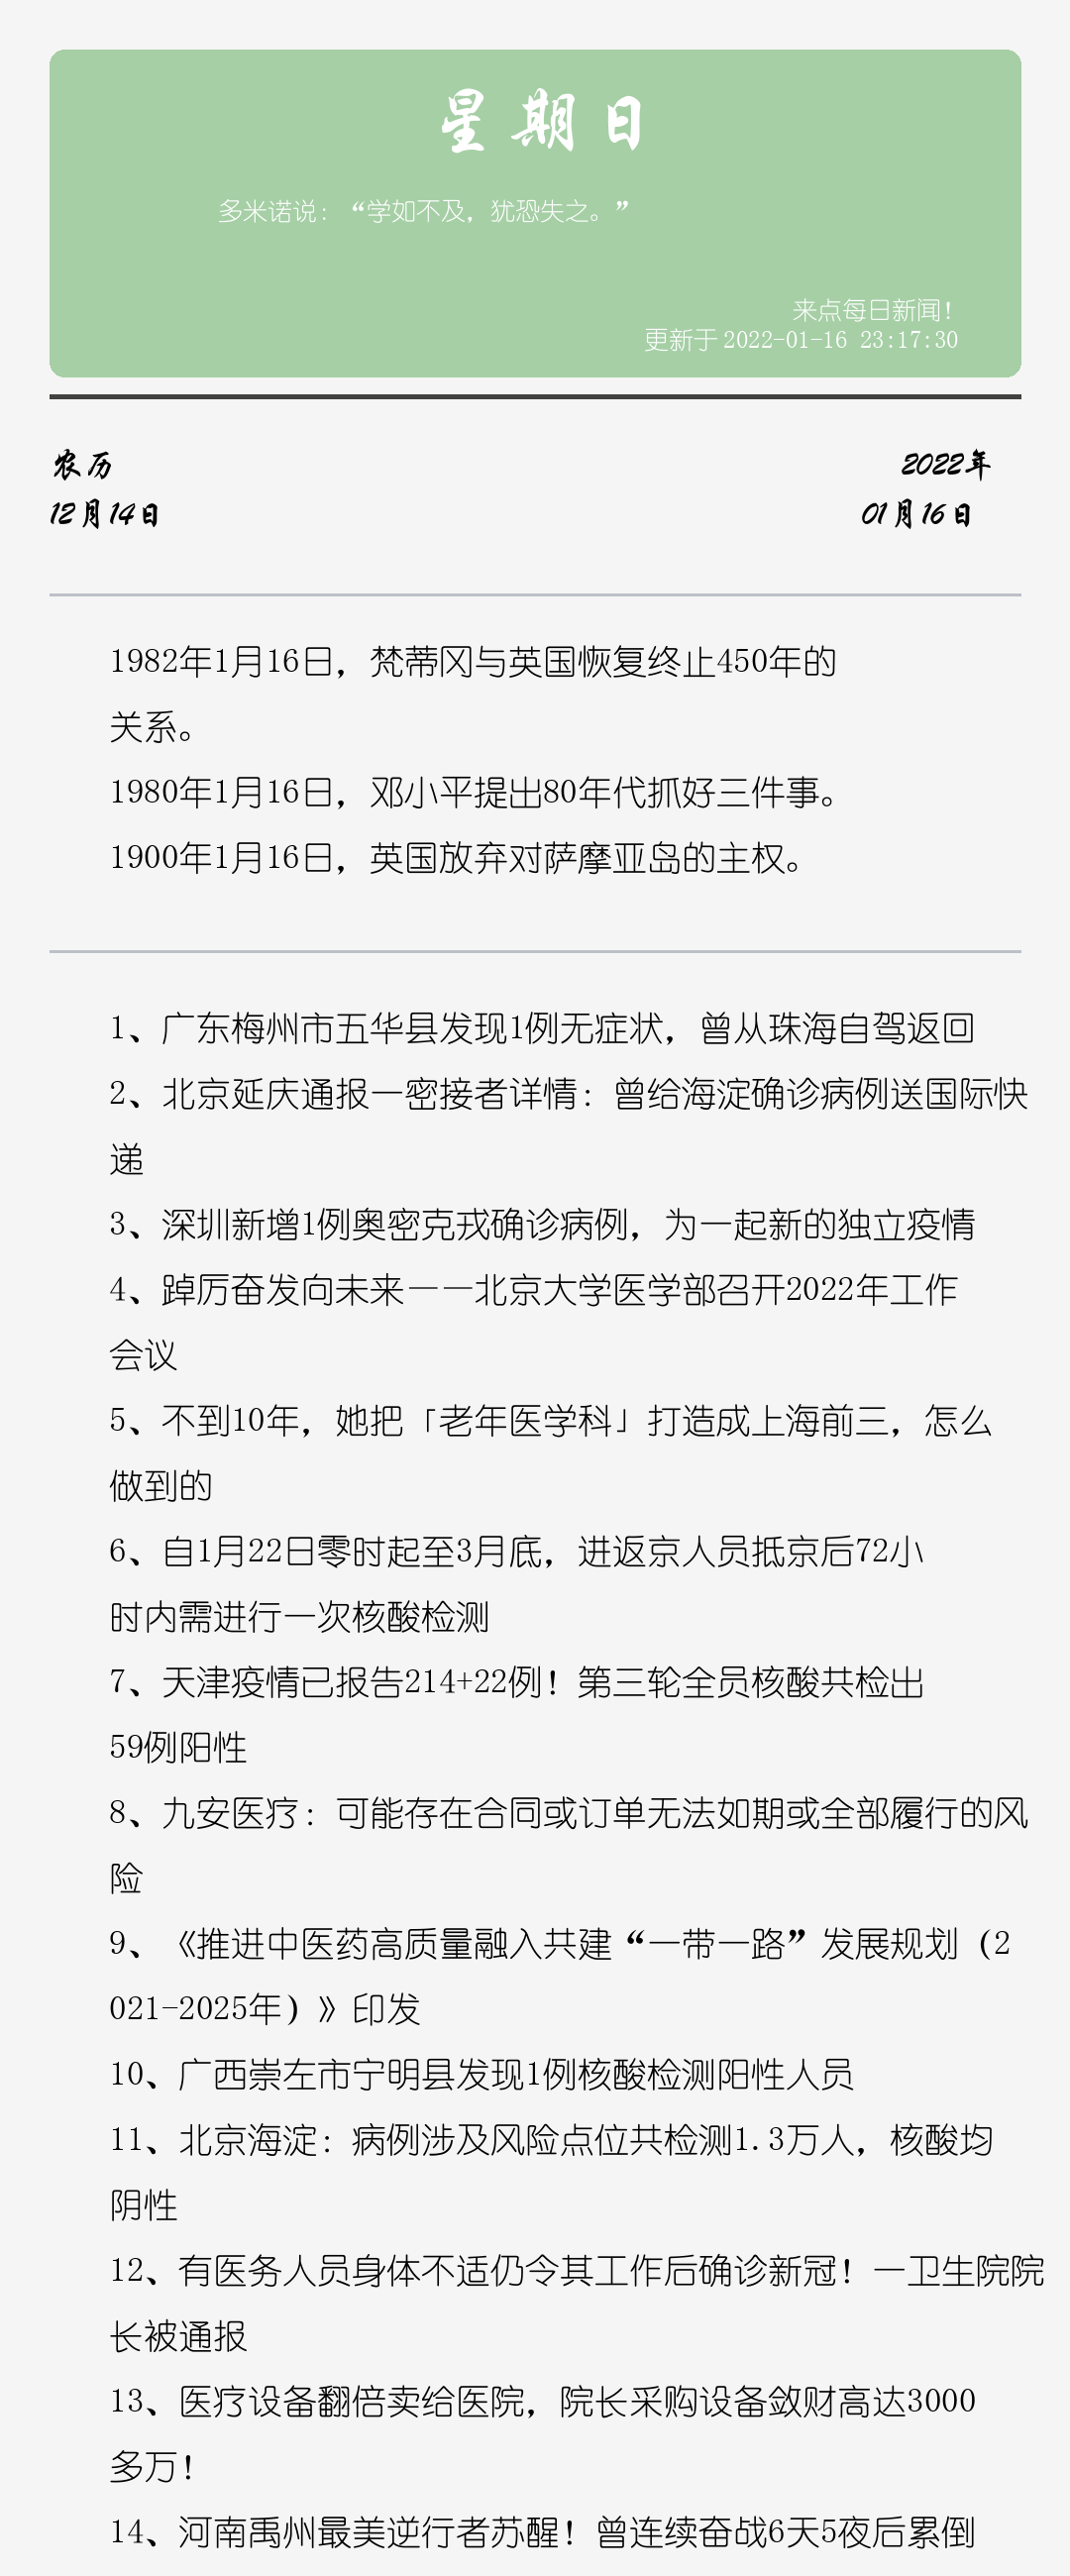 星期日
多米诺说：“学如不及，犹恐失之。”
来点每日新闻！
更新于 2022-01-16 23:17:30
农历
2022年
12月14日
01月16日
1982年1月16日，梵蒂冈与英国恢复终止450年的
关系。
1980年1月16日，邓小平提出80年代抓好三件事。
1900年1月16日，英国放弃对萨摩亚岛的主权。
1、广东梅州市五华县发现1例无症状，曾从珠海自驾返回
2、北京延庆通报一密接者详情：曾给海淀确诊病例送国际快
递
3、深圳新增1例奥密克戎确诊病例，为一起新的独立疫情
4、踔厉奋发向未来——北京大学医学部召开2022年工作
会议
5、不到10年，她把「老年医学科」打造成上海前三，怎么
做到的
6、自1月22日零时起至3月底，进返京人员抵京后72小
时内需进行一次核酸检测
7、天津疫情已报告214+22例！第三轮全员核酸共检出
59例阳性
8、九安医疗：可能存在合同或订单无法如期或全部履行的风
险
9、《推进中医药高质量融入共建“一带一路”发展规划（2
021-2025年）》印发
10、广西崇左市宁明县发现1例核酸检测阳性人员
11、北京海淀：病例涉及风险点位共检测1.3万人，核酸均
阴性
12、有医务人员身体不适仍令其工作后确诊新冠！一卫生院院
长被通报
13、医疗设备翻倍卖给医院，院长采购设备敛财高达3000
多万！
14、河南禹州最美逆行者苏醒！曾连续奋战6天5夜后累倒